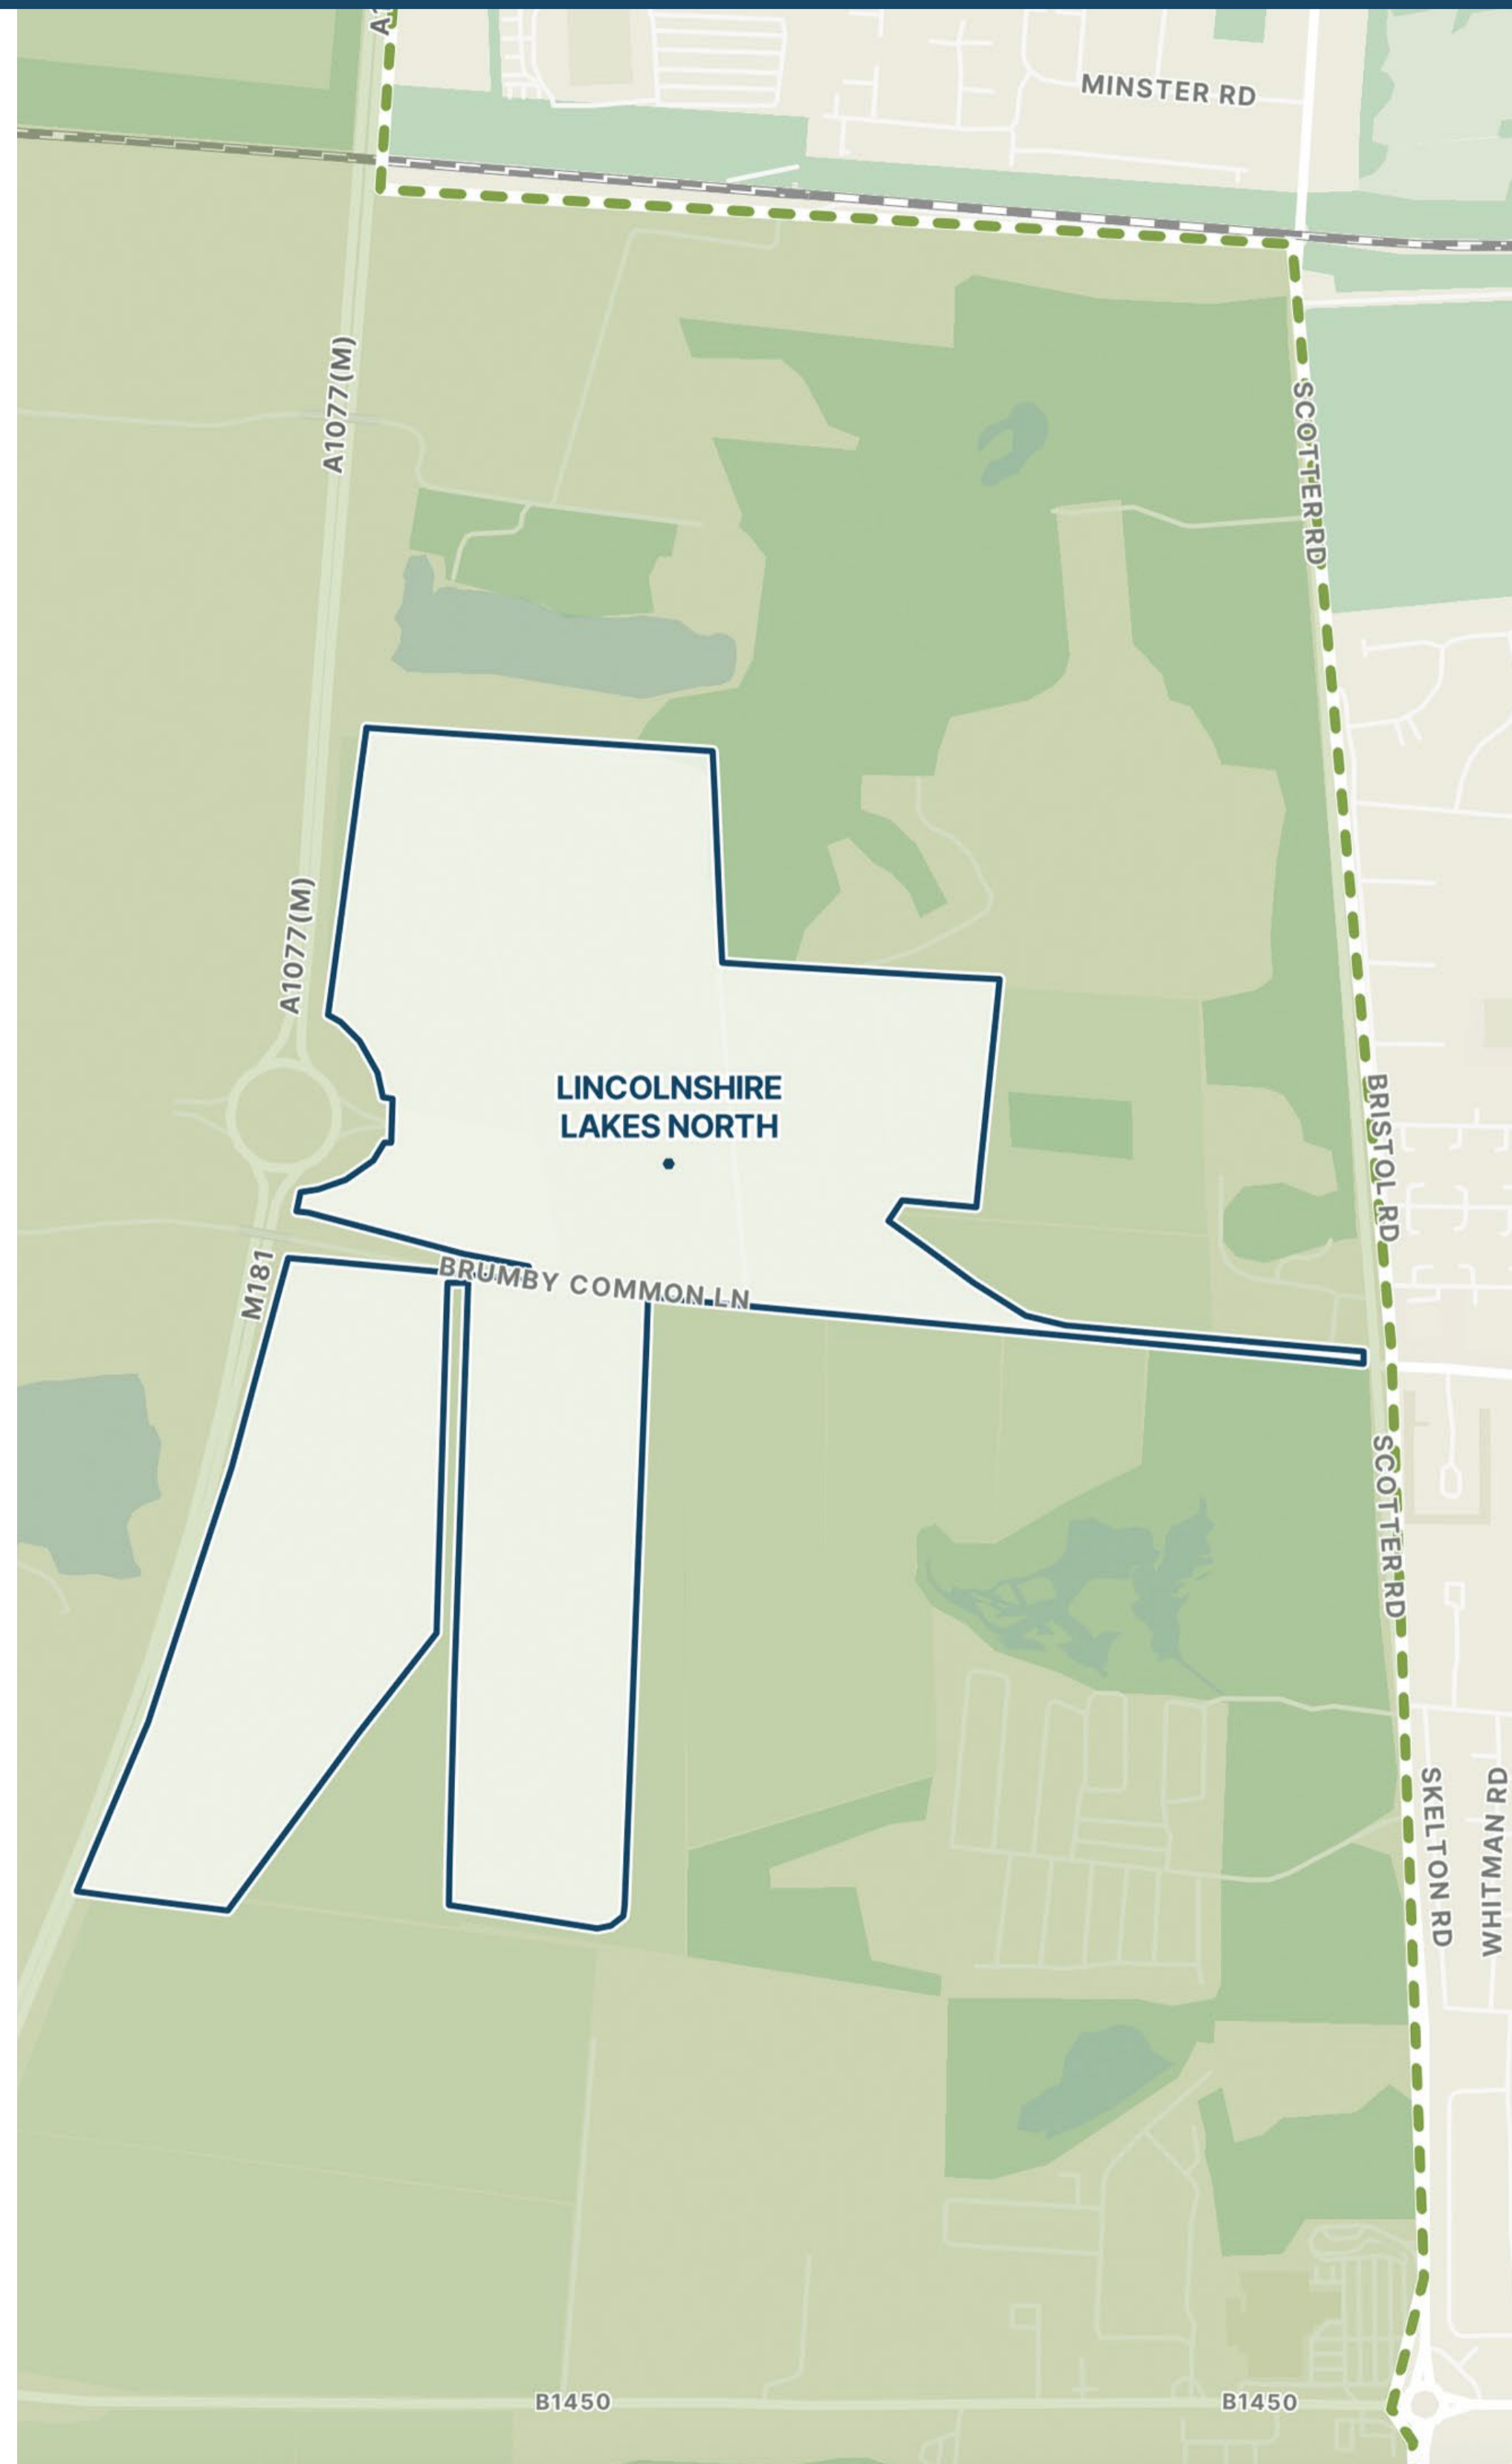 MINSTER RD
A1077(M)
SCOTTER RD
A1077(M)
LINCOLNSHIRE
LAKES NORTH
BRISTOL RD
M181
BRUMBY COMMON LN
SCOTTER RD
SKELTON RD
WHITMAN RD
B1450
B1450